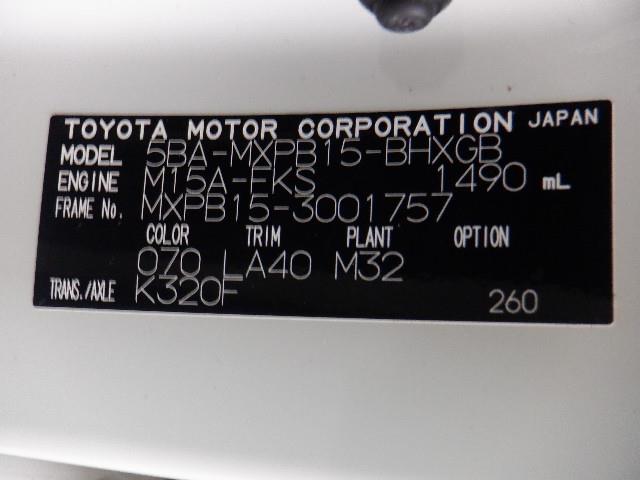 TOYOTA MOTOR CORPORATION JAPAN
MODEL 5BA-MXPB15-BHXGB
ENGINE M15A-FKS 1490 mL
FRAME No. MXPB15-3001757
COLOR TRIM PLANT OPTION
070 LA40 M32
TRANS./AXLE K320F 260